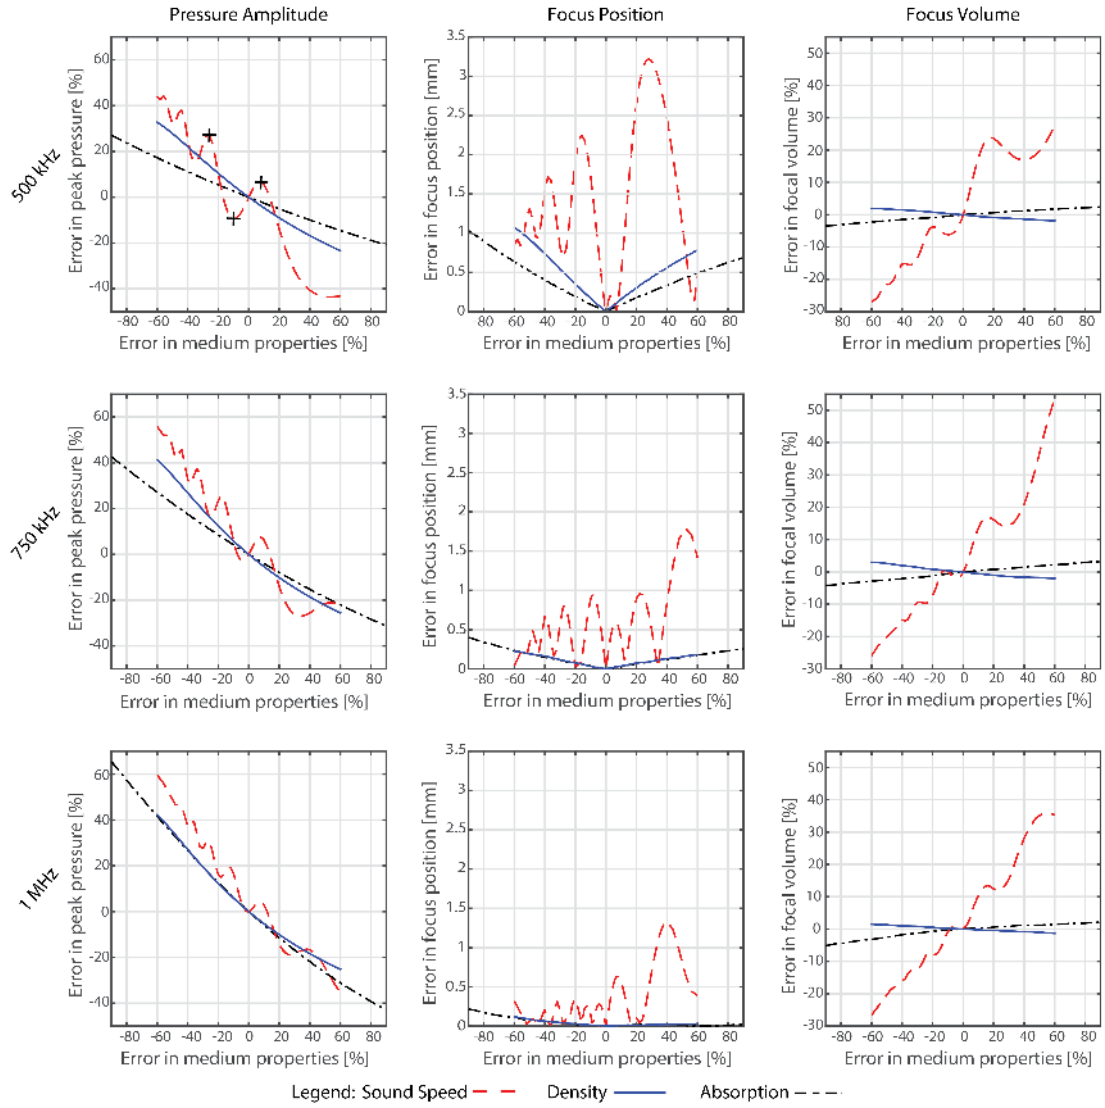 Pressure Amplitude
Focus Position
Focus Volume
500 kHz
Error in peak pressure [%]
60
40
20
0
-20
-40
-80 -60 -40 -20 0 20 40 60 80
Error in medium properties [%]
Error in focus position [mm]
3.5
3
2.5
2
1.5
1
0.5
0
-80 -60 -40 -20 0 20 40 60 80
Error in medium properties [%]
Error in focal volume [%]
50
40
30
20
10
0
-10
-20
-30
-80 -60 -40 -20 0 20 40 60 80
Error in medium properties [%]
750 kHz
Error in peak pressure [%]
60
40
20
0
-20
-40
-80 -60 -40 -20 0 20 40 60 80
Error in medium properties [%]
Error in focus position [mm]
3.5
3
2.5
2
1.5
1
0.5
0
-80 -60 -40 -20 0 20 40 60 80
Error in medium properties [%]
Error in focal volume [%]
50
40
30
20
10
0
-10
-20
-30
-80 -60 -40 -20 0 20 40 60 80
Error in medium properties [%]
1 MHz
Error in peak pressure [%]
60
40
20
0
-20
-40
-80 -60 -40 -20 0 20 40 60 80
Error in medium properties [%]
Error in focus position [mm]
3.5
3
2.5
2
1.5
1
0.5
0
-80 -60 -40 -20 0 20 40 60 80
Error in medium properties [%]
Error in focal volume [%]
50
40
30
20
10
0
-10
-20
-30
-80 -60 -40 -20 0 20 40 60 80
Error in medium properties [%]
Legend: Sound Speed Density Absorption